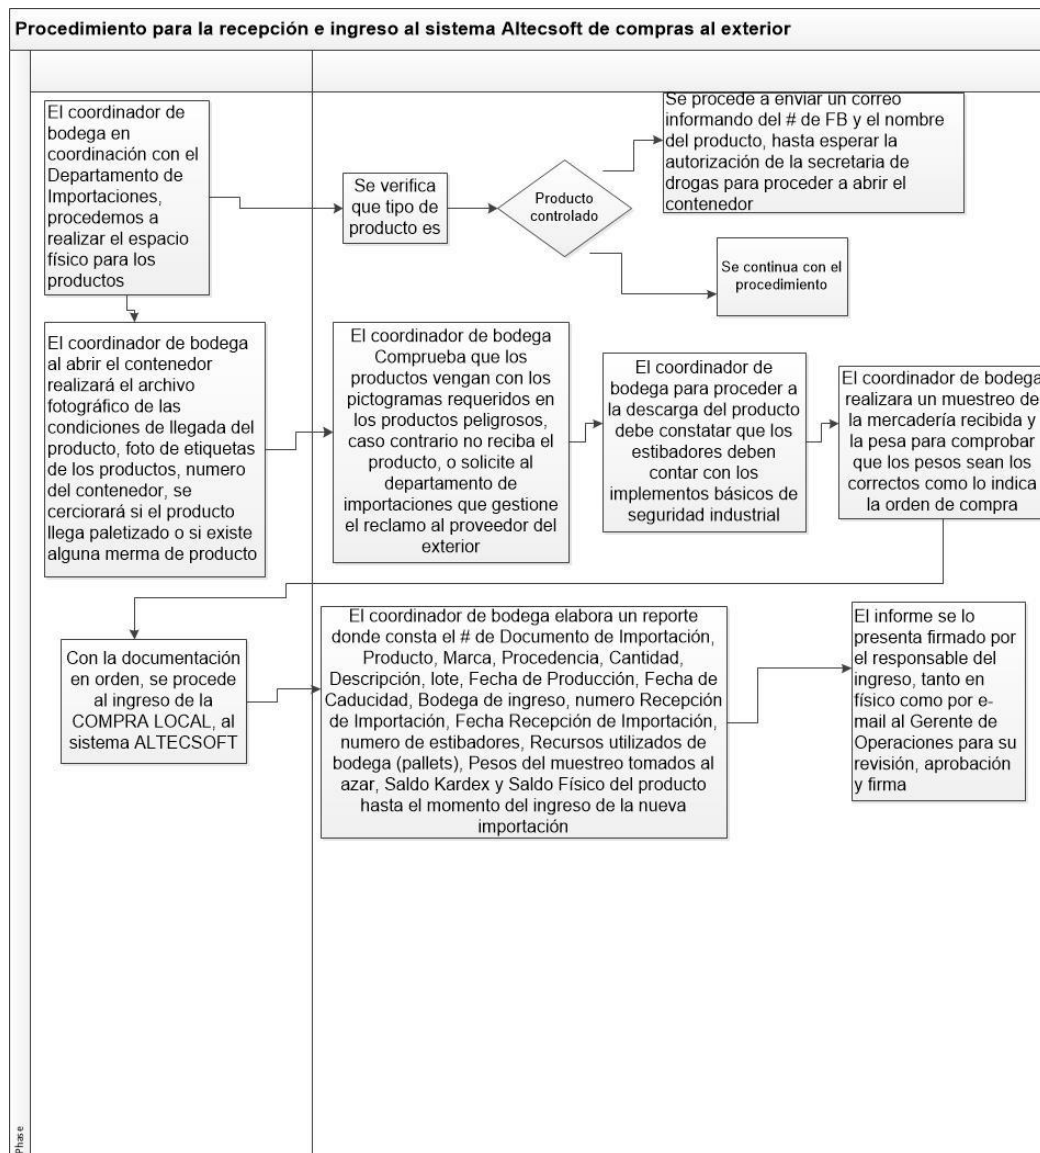 Procedimiento para la recepción e ingreso al sistema Altecsoft de compras al exterior
El coordinador de
bodega en
coordinación con el
Departamento de
Importaciones,
procedemos a
realizar el espacio
físico para los
productos
Se verifica
que tipo de
producto es
Producto
controlado
Se procede a enviar un correo
informando del # de FB y el nombre
del producto, hasta esperar la
autorización de la secretaria de
drogas para proceder a abrir el
contenedor
Se continua con el
procedimiento
El coordinador de bodega
al abrir el contenedor
realizará el archivo
fotográfico de las
condiciones de llegada del
producto, foto de etiquetas
de los productos, numero
del contenedor, se
cerciorará si el producto
llega paletizado o si existe
alguna merma de producto
El coordinador de bodega
Comprueba que los
productos vengan con los
pictogramas requeridos en
los productos peligrosos,
caso contrario no reciba el
producto, o solicite al
departamento de
importaciones que gestione
el reclamo al proveedor del
exterior
El coordinador de
bodega para proceder a
la descarga del producto
debe constatar que los
estibadores deben
contar con los
implementos básicos de
seguridad industrial
El coordinador de bodega
realizara un muestreo de
la mercadería recibida y
la pesa para comprobar
que los pesos sean los
correctos como lo indica
la orden de compra
Con la documentación
en orden, se procede
al ingreso de la
COMPRA LOCAL, al
sistema ALTECSOFT
El coordinador de bodega elabora un reporte
donde consta el # de Documento de Importación,
Producto, Marca, Procedencia, Cantidad,
Descripción, lote, Fecha de Producción, Fecha de
Caducidad, Bodega de ingreso, numero Recepción
de Importación, Fecha Recepción de Importación,
numero de estibadores, Recursos utilizados de
bodega (pallets), Pesos del muestreo tomados al
azar, Saldo Kardex y Saldo Físico del producto
hasta el momento del ingreso de la nueva
importación
El informe se lo
presenta firmado por
el responsable del
ingreso, tanto en
físico como por e-
mail al Gerente de
Operaciones para su
revisión, aprobación
y firma
Phase